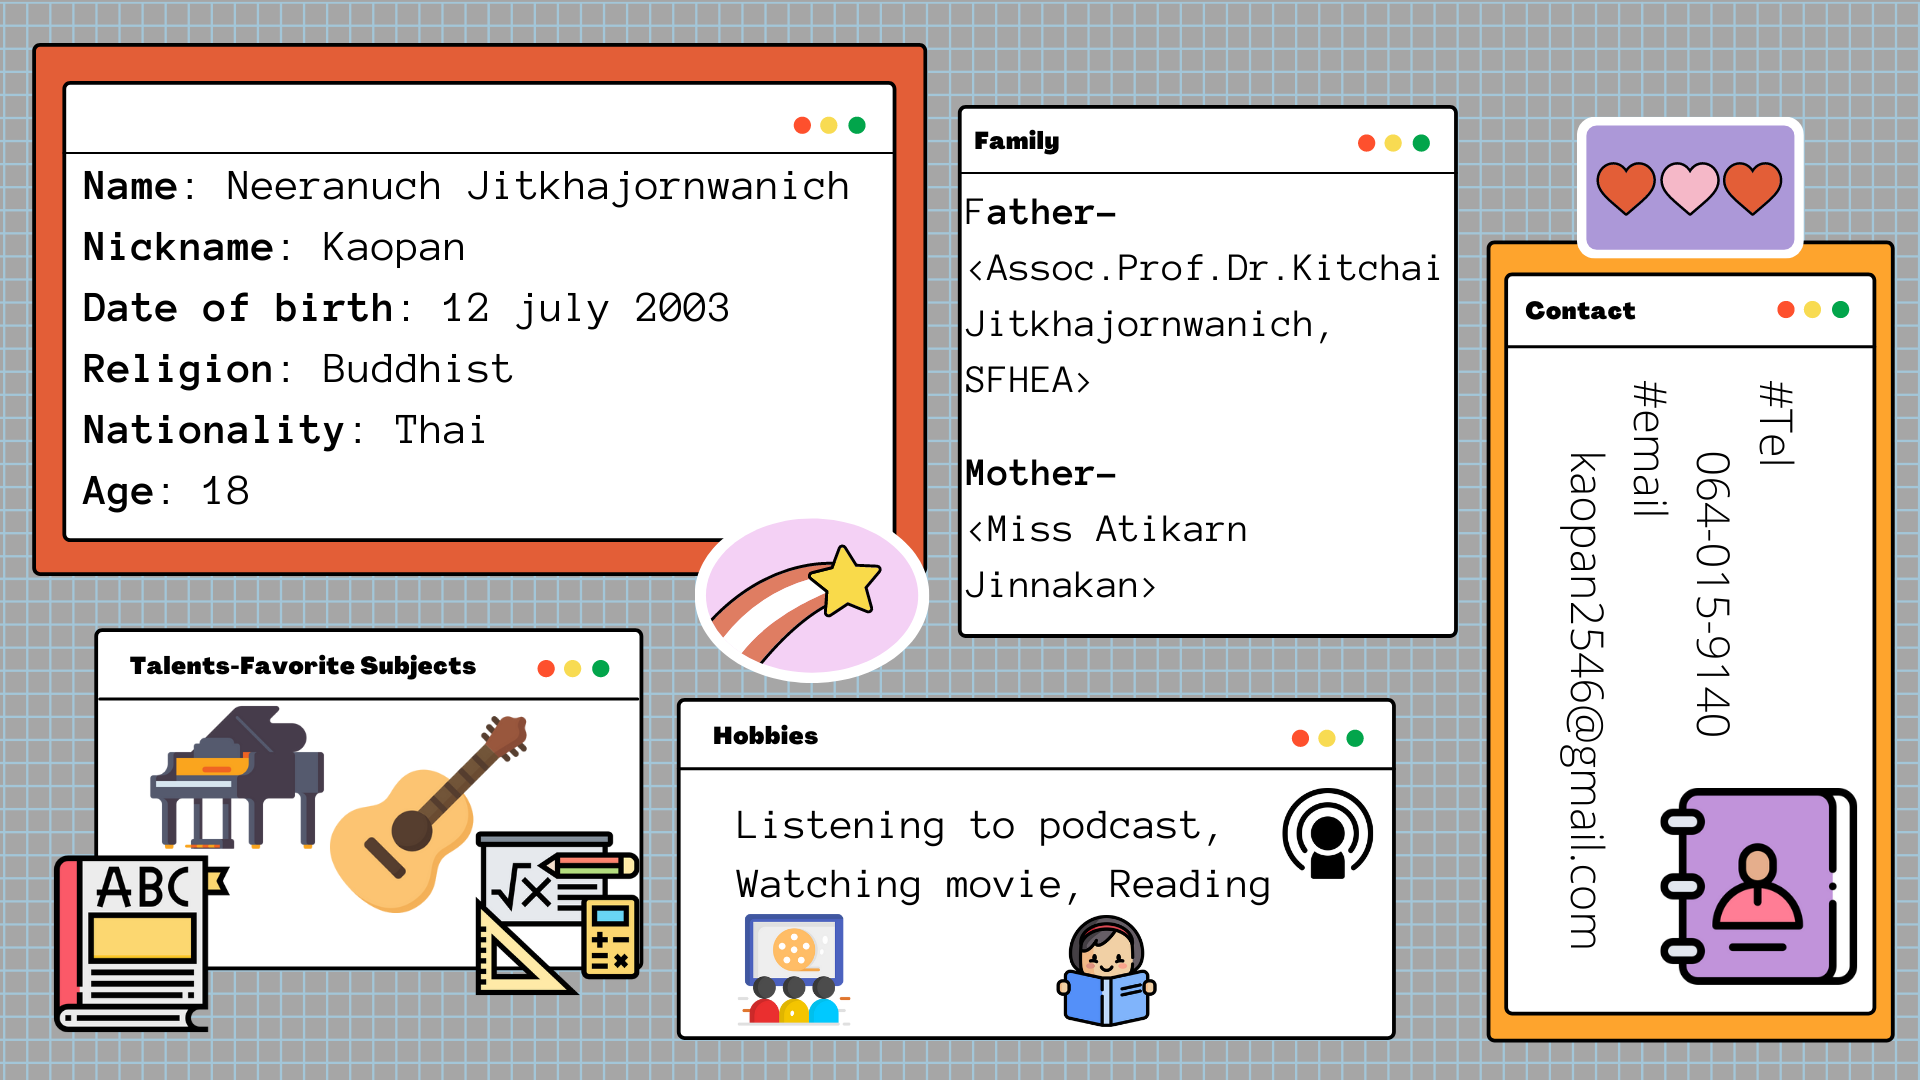 Name: Neeranuch Jitkhajornwanich
Nickname: Kaopan
Date of birth: 12 july 2003
Religion: Buddhist
Nationality: Thai
Age: 18
Family
Father-
<Assoc.Prof.Dr.Kitchai
Jitkhajornwanich,
SFHEA>
Mother-
<Miss Atikarn
Jinnakan>
Contact
#Tel
064-015-9140
#email
kaopan2546@gmail.com
Talents-Favorite Subjects
ABC
√x
Hobbies
Listening to podcast,
Watching movie, Reading